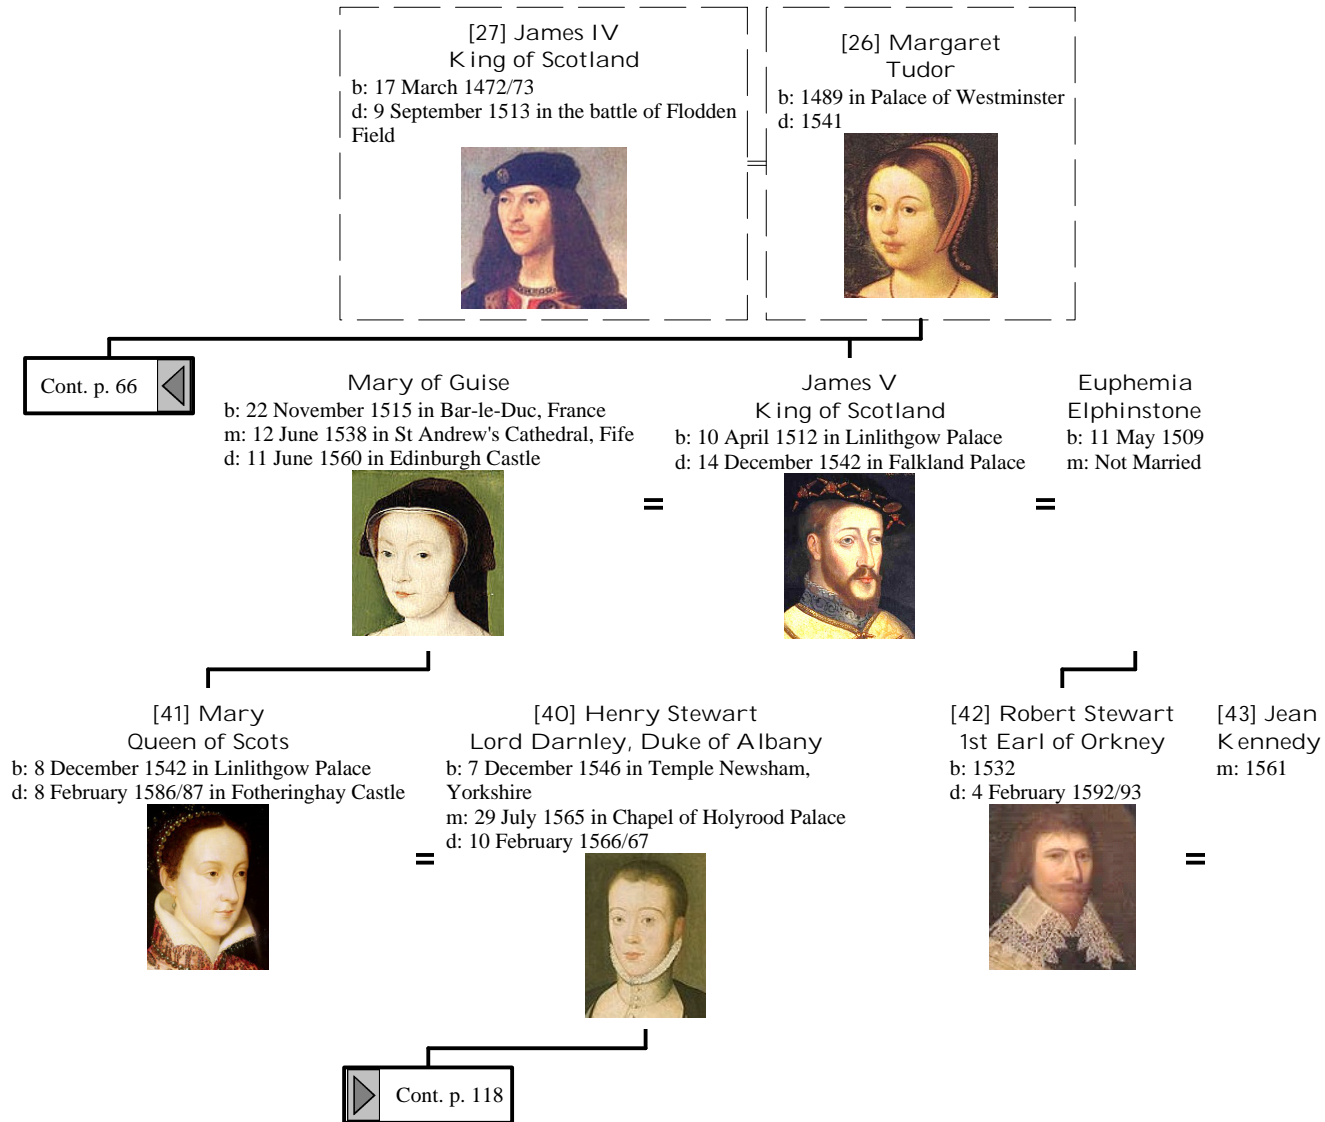 [27] James IV
King of Scotland
b: 17 March 1472/73
d: 9 September 1513 in the battle of Flodden
Field
[26] Margaret
Tudor
b: 1489 in Palace of Westminster
d: 1541
Cont. p. 66
Mary of Guise
b: 22 November 1515 in Bar-le-Duc, France
m: 12 June 1538 in St Andrew's Cathedral, Fife
d: 11 June 1560 in Edinburgh Castle
=
James V
King of Scotland
b: 10 April 1512 in Linlithgow Palace
d: 14 December 1542 in Falkland Palace
=
Euphemia
Elphinstone
b: 11 May 1509
m: Not Married
[41] Mary
Queen of Scots
b: 8 December 1542 in Linlithgow Palace
d: 8 February 1586/87 in Fotheringhay Castle
=
[40] Henry Stewart
Lord Darnley, Duke of Albany
b: 7 December 1546 in Temple Newsham,
Yorkshire
m: 29 July 1565 in Chapel of Holyrood Palace
d: 10 February 1566/67
[42] Robert Stewart
1st Earl of Orkney
b: 1532
d: 4 February 1592/93
=
[43] Jean
Kennedy
m: 1561
Cont. p. 118